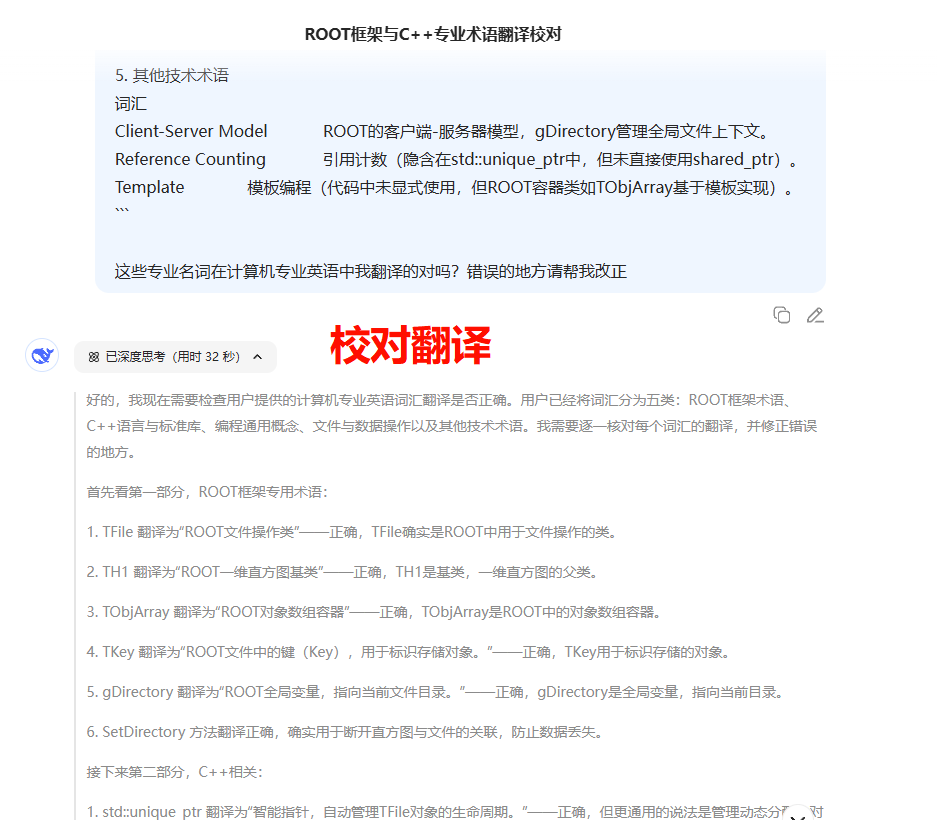 ROOT框架与C++专业术语翻译校对
5. 其他技术术语
词汇
Client-Server Model ROOT的客户端-服务器模型，gDirectory管理全局文件上下文。
Reference Counting 引用计数（隐含在std::unique_ptr中，但未直接使用shared_ptr）。
Template 模板编程（代码中未显式使用，但ROOT容器类如TObjArray基于模板实现）。
```
这些专业名词在计算机专业英语中我翻译的对吗？错误的地方请帮我改正
校对翻译
已深度思考（用时 32 秒）
好的，我现在需要检查用户提供的计算机专业英语词汇翻译是否正确。用户已经将词汇分为五类：ROOT框架术语、
C++语言与标准库、编程通用概念、文件与数据操作以及其他技术术语。我需要逐一核对每个词汇的翻译，并修正错误
的地方。
首先看第一部分，ROOT框架专用术语：
1. TFile 翻译为“ROOT文件操作类”——正确，TFile确实是ROOT中用于文件操作的类。
2. TH1 翻译为“ROOT一维直方图基类”——正确，TH1是基类，一维直方图的父类。
3. TObjArray 翻译为“ROOT对象数组容器”——正确，TObjArray是ROOT中的对象数组容器。
4. TKey 翻译为“ROOT文件中的键（Key），用于标识存储对象。”——正确，TKey用于标识存储的对象。
5. gDirectory 翻译为“ROOT全局变量，指向当前文件目录。”——正确，gDirectory是全局变量，指向当前目录。
6. SetDirectory 方法翻译正确，确实用于断开直方图与文件的关联，防止数据丢失。
接下来第二部分，C++相关：
1. std::unique_ptr 翻译为“智能指针，自动管理TFile对象的生命周期。”——正确，但更通用的说法是管理动态分 对